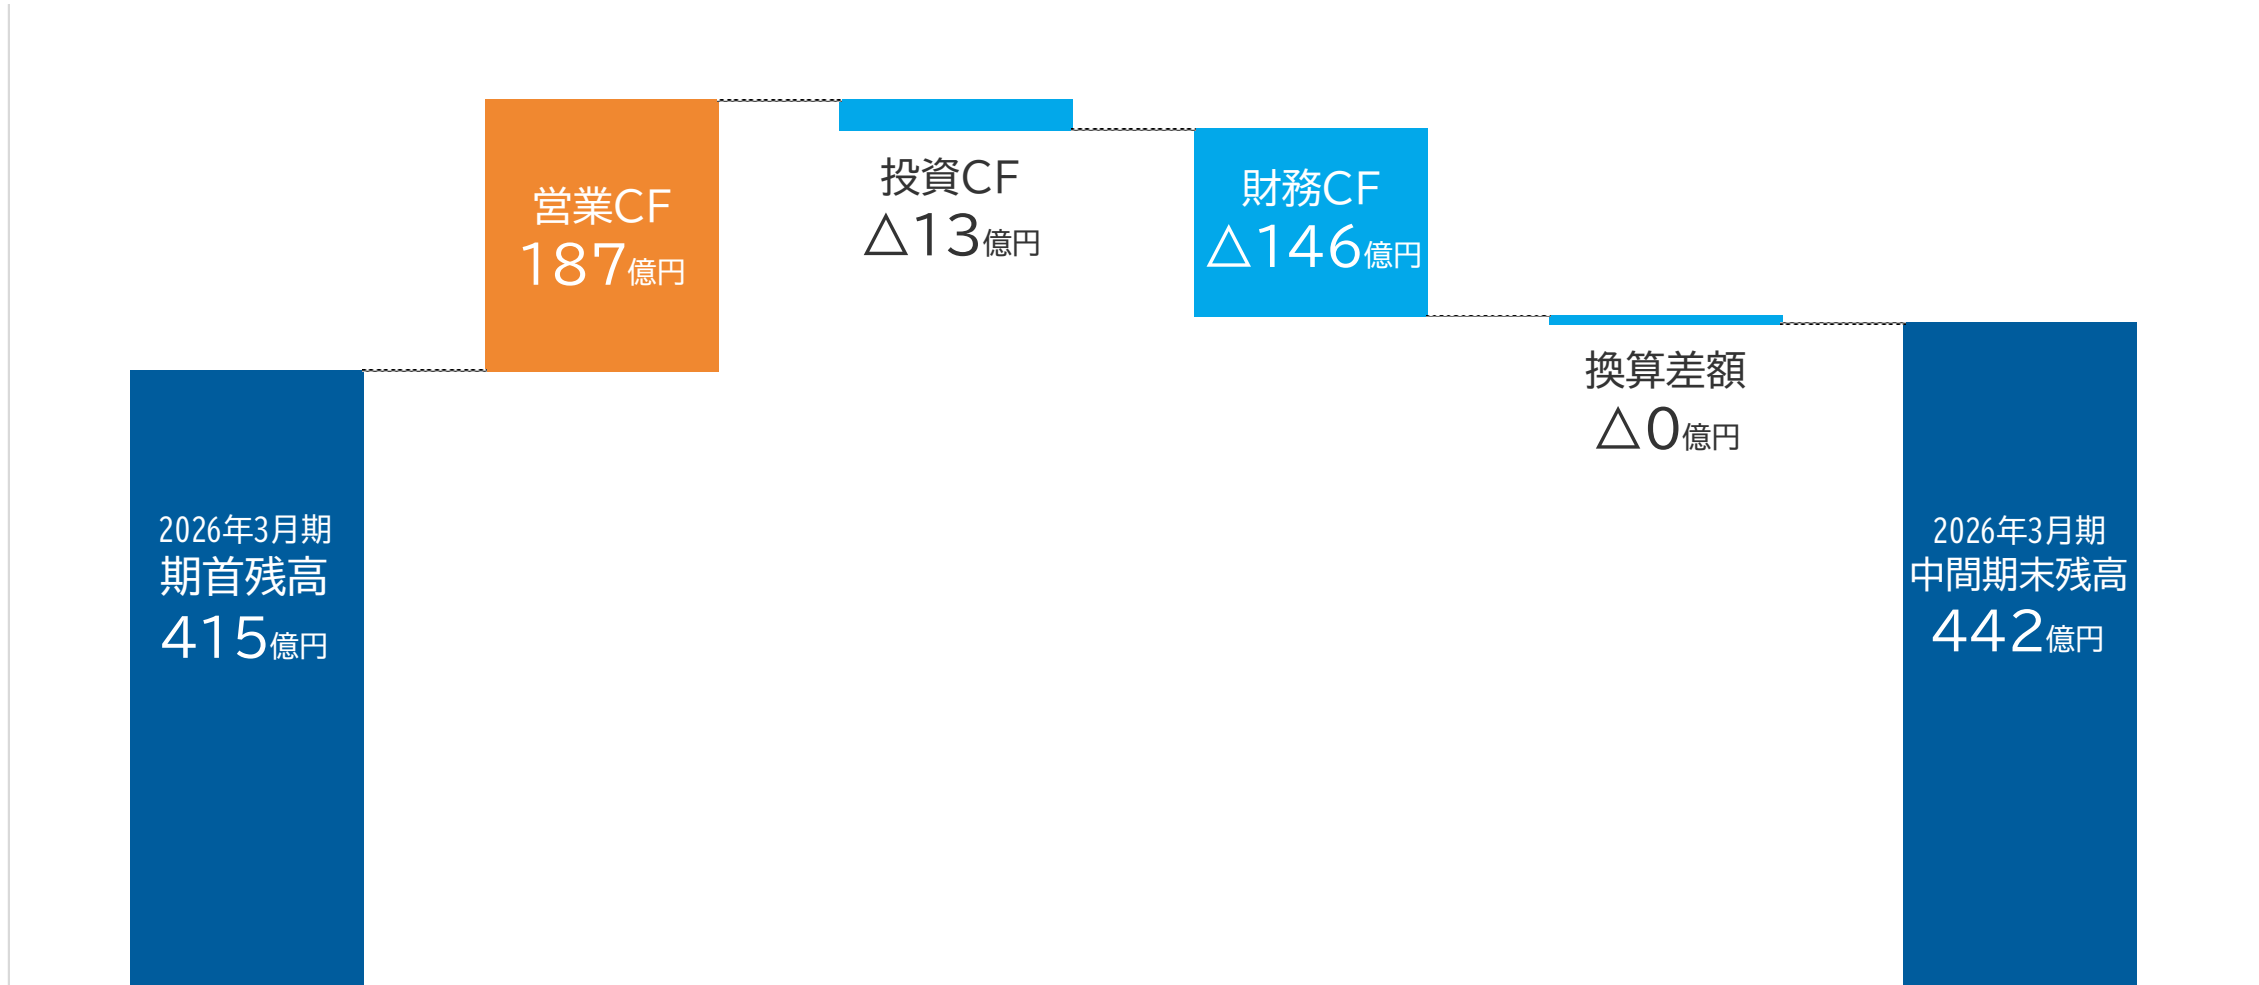 営業CF
187億円
投資CF
△13億円
財務CF
△146億円
換算差額
△0億円
2026年3月期
期首残高
415億円
2026年3月期
中間期末残高
442億円